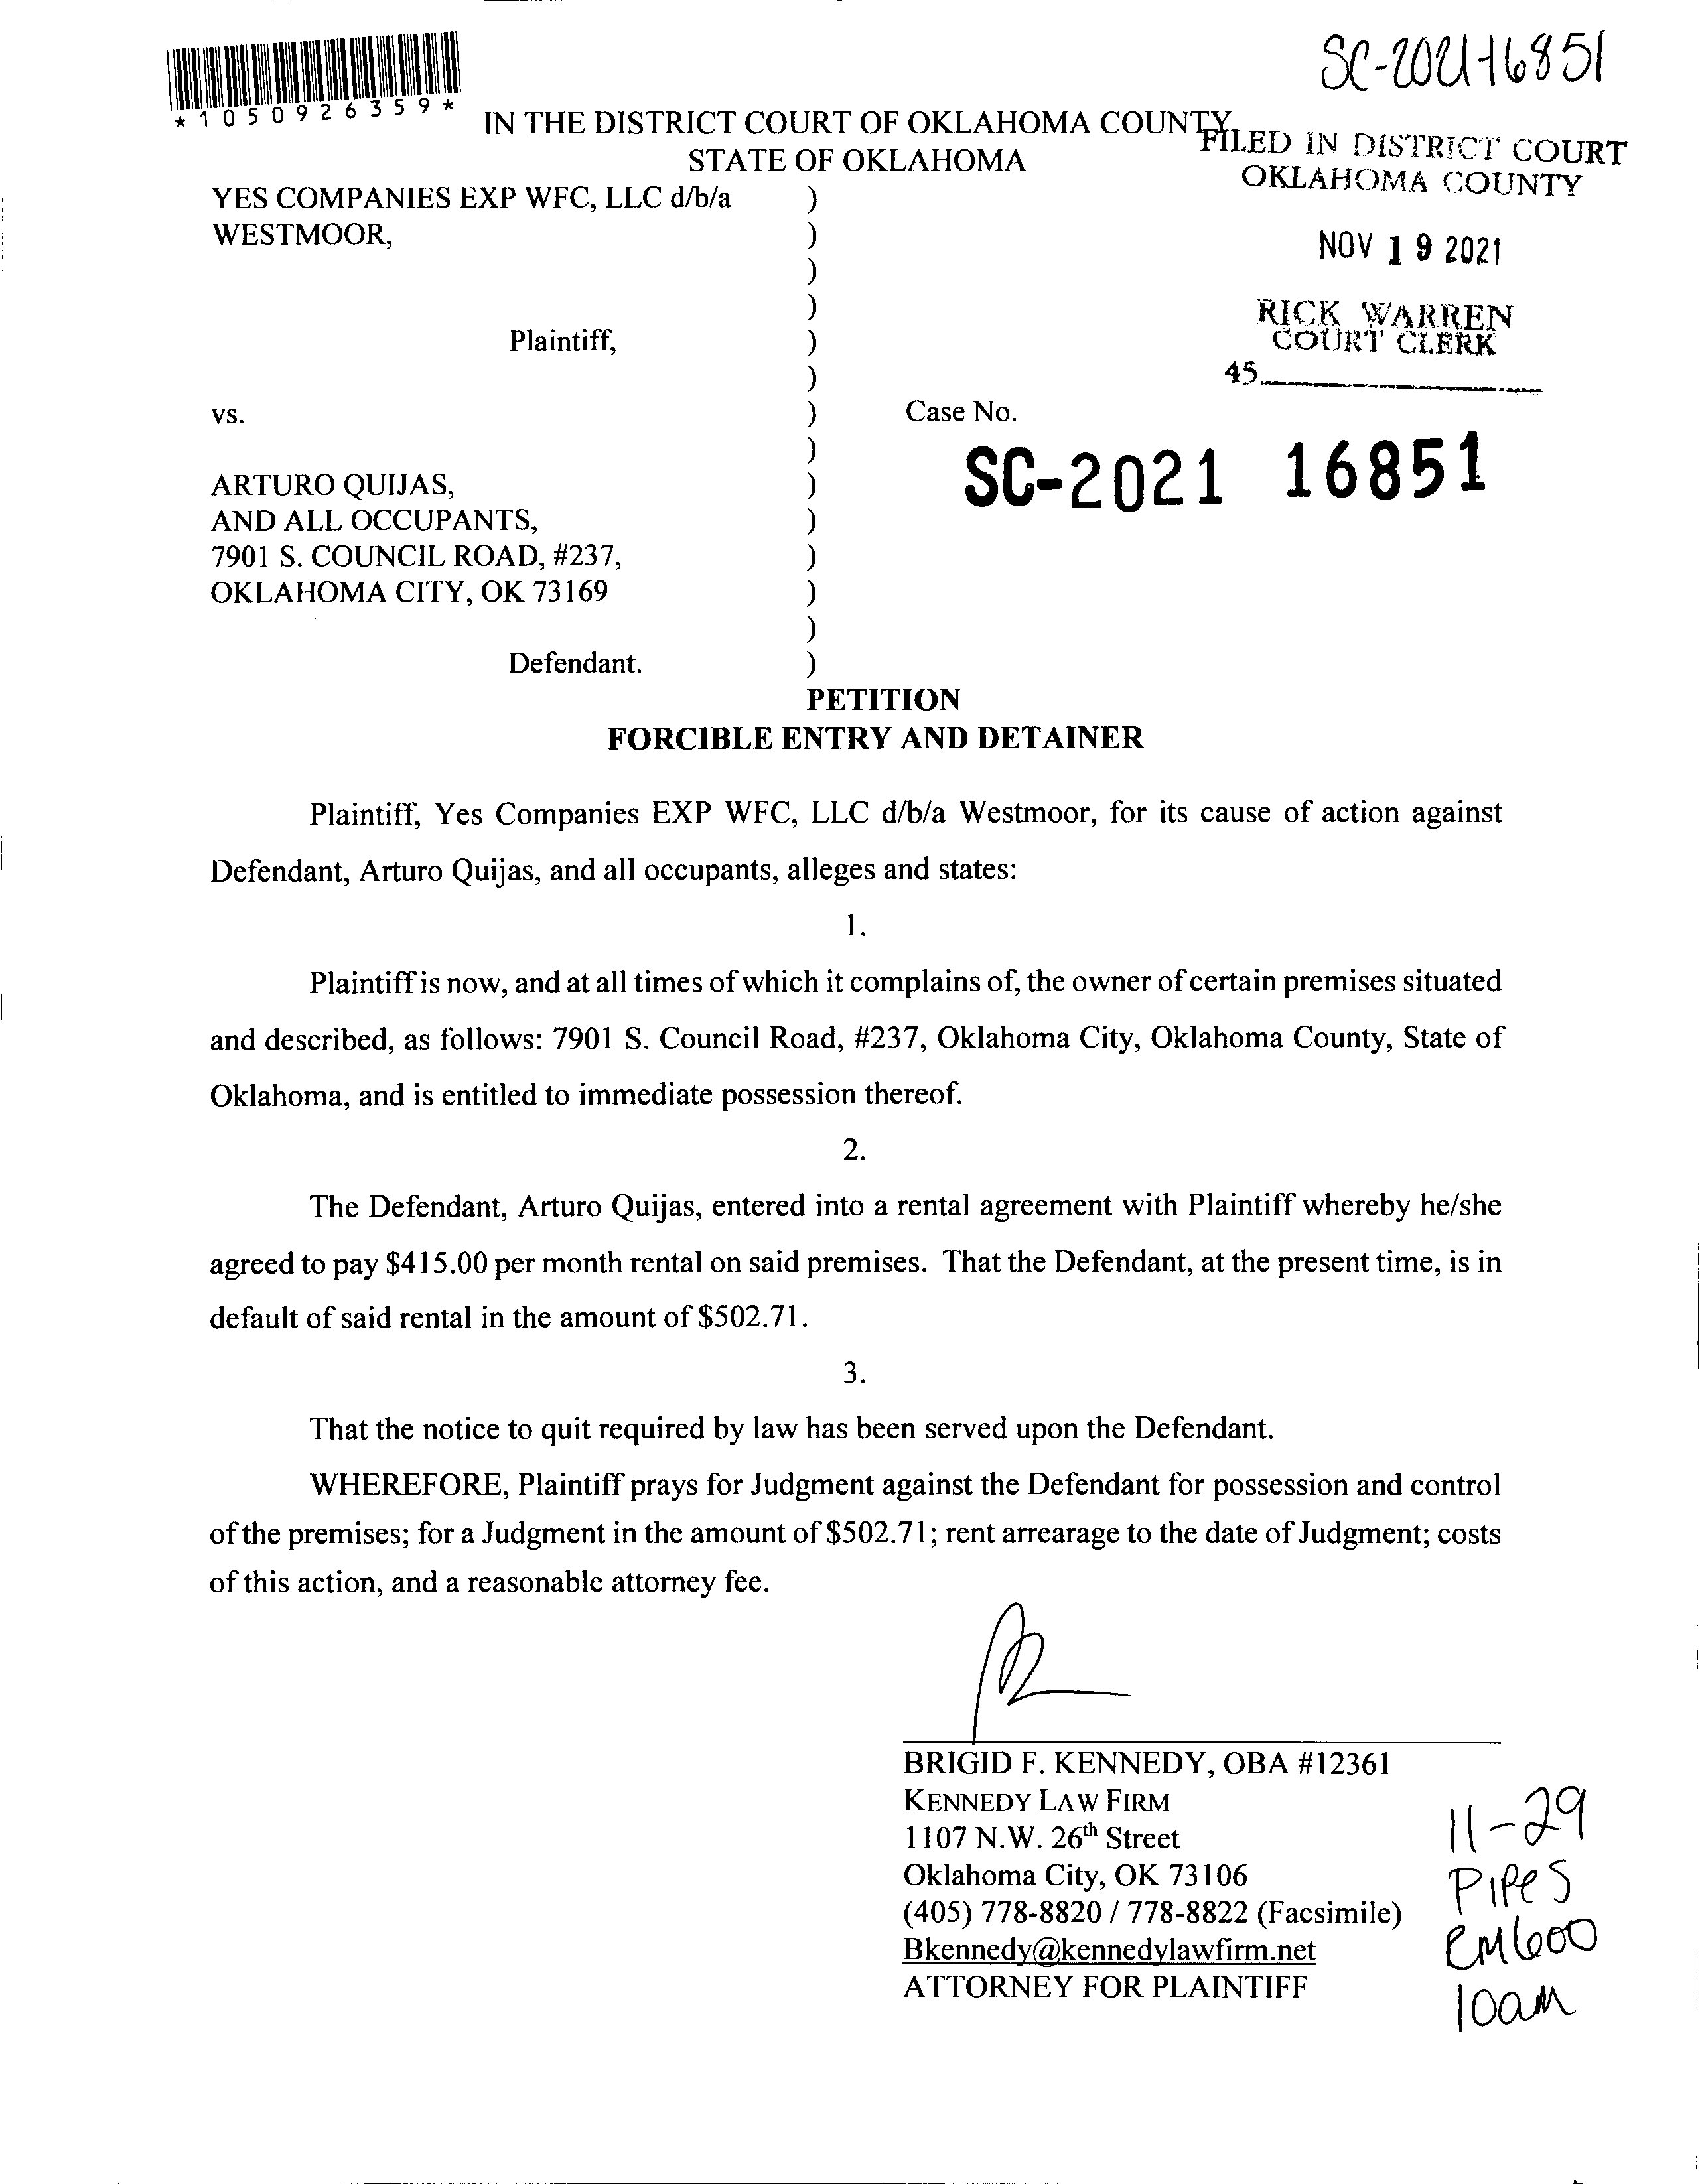 SC-2021-16851
*1050926359*
IN THE DISTRICT COURT OF OKLAHOMA COUNTY
STATE OF OKLAHOMA
FILED IN DISTRICT COURT
OKLAHOMA COUNTY
NOV 19 2021
RICK WARREN
COURT CLERK
45
YES COMPANIES EXP WFC, LLC d/b/a )
WESTMOOR, )
)
)
Plaintiff, )
)
vs. ) Case No.
)
SC-2021 16851
ARTURO QUIJAS, )
AND ALL OCCUPANTS, )
7901 S. COUNCIL ROAD, #237, )
OKLAHOMA CITY, OK 73169 )
)
Defendant. )
PETITION
FORCIBLE ENTRY AND DETAINER
Plaintiff, Yes Companies EXP WFC, LLC d/b/a Westmoor, for its cause of action against
Defendant, Arturo Quijas, and all occupants, alleges and states:
1.
Plaintiff is now, and at all times of which it complains of, the owner of certain premises situated
and described, as follows: 7901 S. Council Road, #237, Oklahoma City, Oklahoma County, State of
Oklahoma, and is entitled to immediate possession thereof.
2.
The Defendant, Arturo Quijas, entered into a rental agreement with Plaintiff whereby he/she
agreed to pay $415.00 per month rental on said premises. That the Defendant, at the present time, is in
default of said rental in the amount of $502.71.
3.
That the notice to quit required by law has been served upon the Defendant.
WHEREFORE, Plaintiff prays for Judgment against the Defendant for possession and control
of the premises; for a Judgment in the amount of $502.71; rent arrearage to the date of Judgment; costs
of this action, and a reasonable attorney fee.
BRIGID F. KENNEDY, OBA #12361
KENNEDY LAW FIRM
1107 N.W. 26th Street
Oklahoma City, OK 73106
(405) 778-8820 / 778-8822 (Facsimile)
Bkennedy@kennedylawfirm.net
ATTORNEY FOR PLAINTIFF
11-29
Pipes
RM600
10am